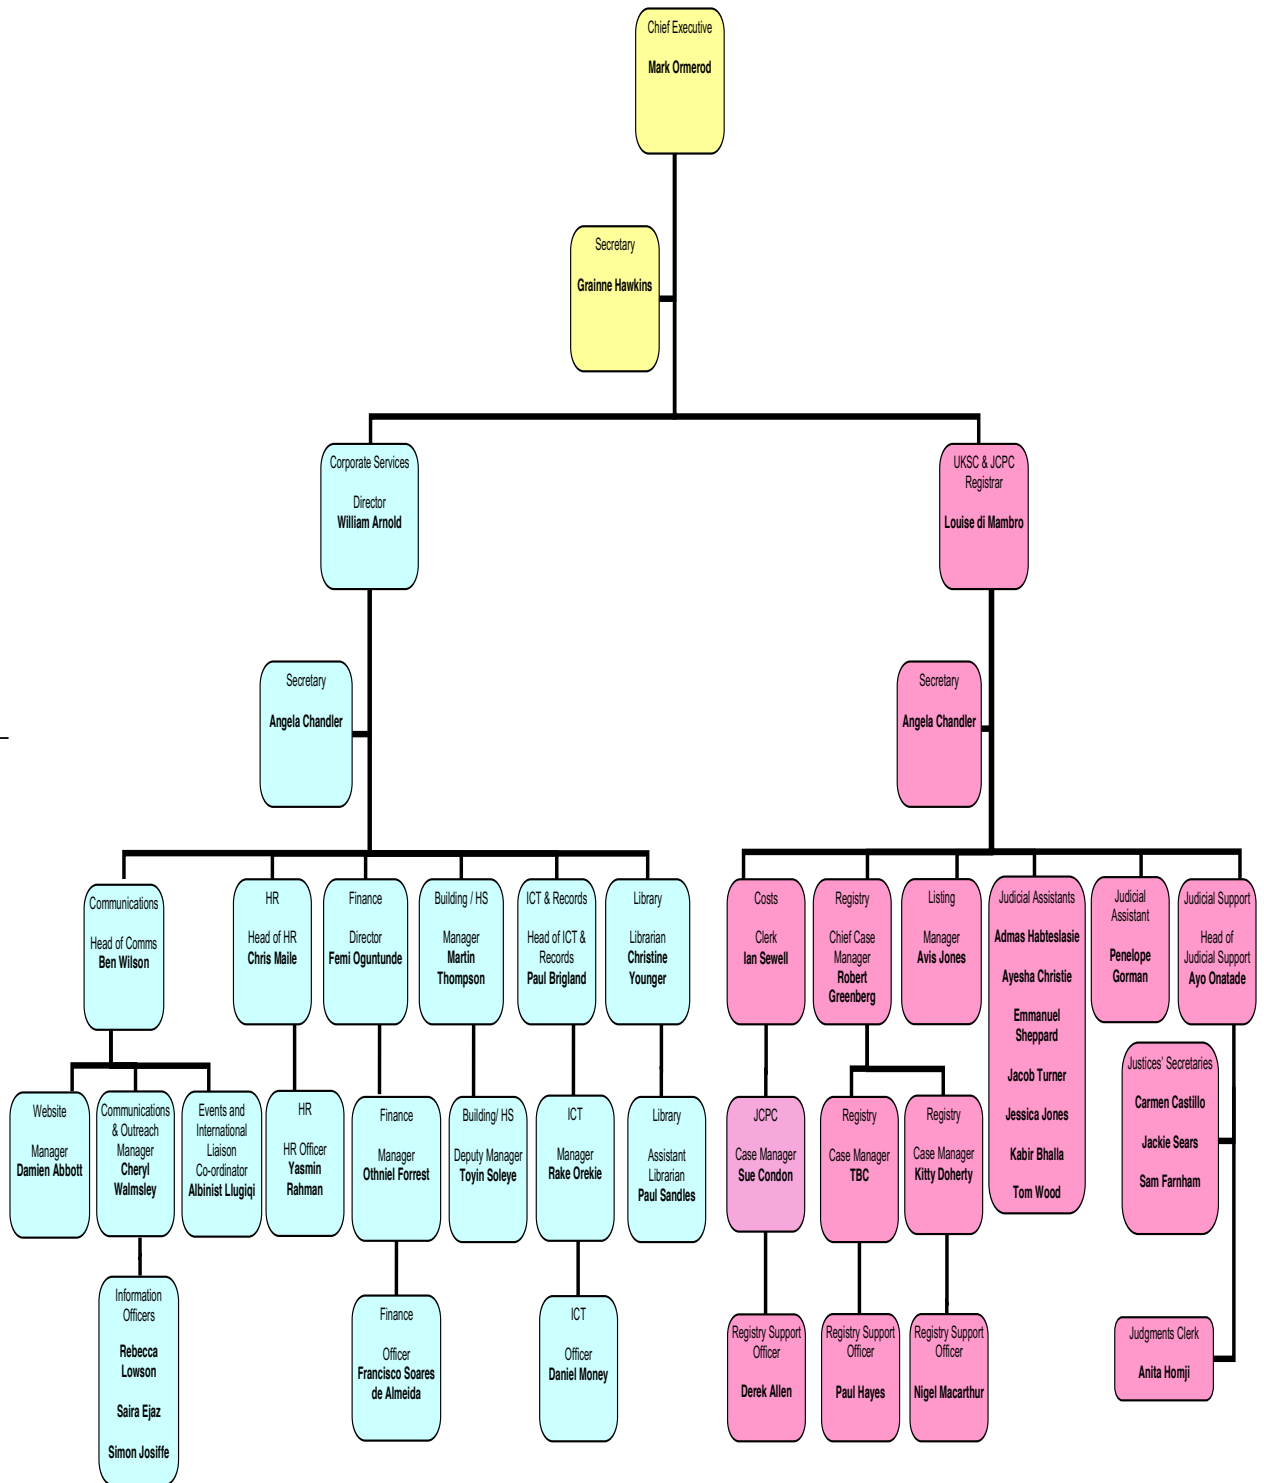 Chief Executive
Mark Ormerod
Secretary
Grainne Hawkins
Corporate Services
Director
William Arnold
UKSC & JCPC
Registrar
Louise di Mambro
Secretary
Angela Chandler
Secretary
Angela Chandler
Communications
Head of Comms
Ben Wilson
HR
Head of HR
Chris Maile
Finance
Director
Femi Oguntunde
Building / HS
Manager
Martin
Thompson
ICT & Records
Head of ICT &
Records
Paul Brigland
Library
Librarian
Christine
Younger
Costs
Clerk
Ian Sewell
Registry
Chief Case
Manager
Robert
Greenberg
Listing
Manager
Avis Jones
Judicial Assistants
Admas Habteslasie
Ayesha Christie
Emmanuel
Sheppard
Jacob Turner
Jessica Jones
Kabir Bhalla
Tom Wood
Judicial
Assistant
Penelope
Gorman
Judicial Support
Head of
Judicial Support
Ayo Onatade
Website
Manager
Damien Abbott
Communications
& Outreach
Manager
Cheryl
Walmsley
Events and
International
Liaison
Co-ordinator
Albinist Llugiqi
HR
HR Officer
Yasmin
Rahman
Finance
Manager
Othniel Forrest
Building/ HS
Deputy Manager
Toyin Soleye
ICT
Manager
Rake Orekie
Library
Assistant
Librarian
Paul Sandles
JCPC
Case Manager
Sue Condon
Registry
Case Manager
TBC
Registry
Case Manager
Kitty Doherty
Justices' Secretaries
Carmen Castillo
Jackie Sears
Sam Farnham
Information
Officers
Rebecca
Lowson
Saira Ejaz
Simon Josiffe
Finance
Officer
Francisco Soares
de Almeida
ICT
Officer
Daniel Money
Registry Support
Officer
Derek Allen
Registry Support
Officer
Paul Hayes
Registry Support
Officer
Nigel Macarthur
Judgments Clerk
Anita Homji